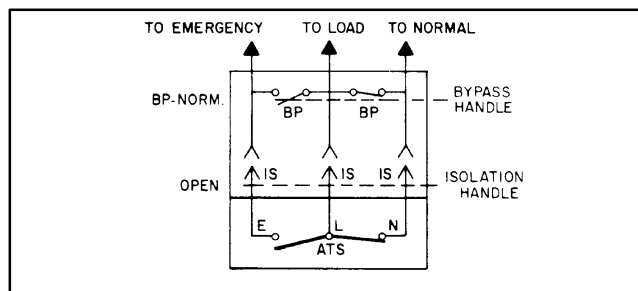 TO EMERGENCY TO LOAD TO NORMAL
BP-NORM. BP BP BYPASS
HANDLE
IS IS IS
OPEN ISOLATION
HANDLE
E L N
ATS